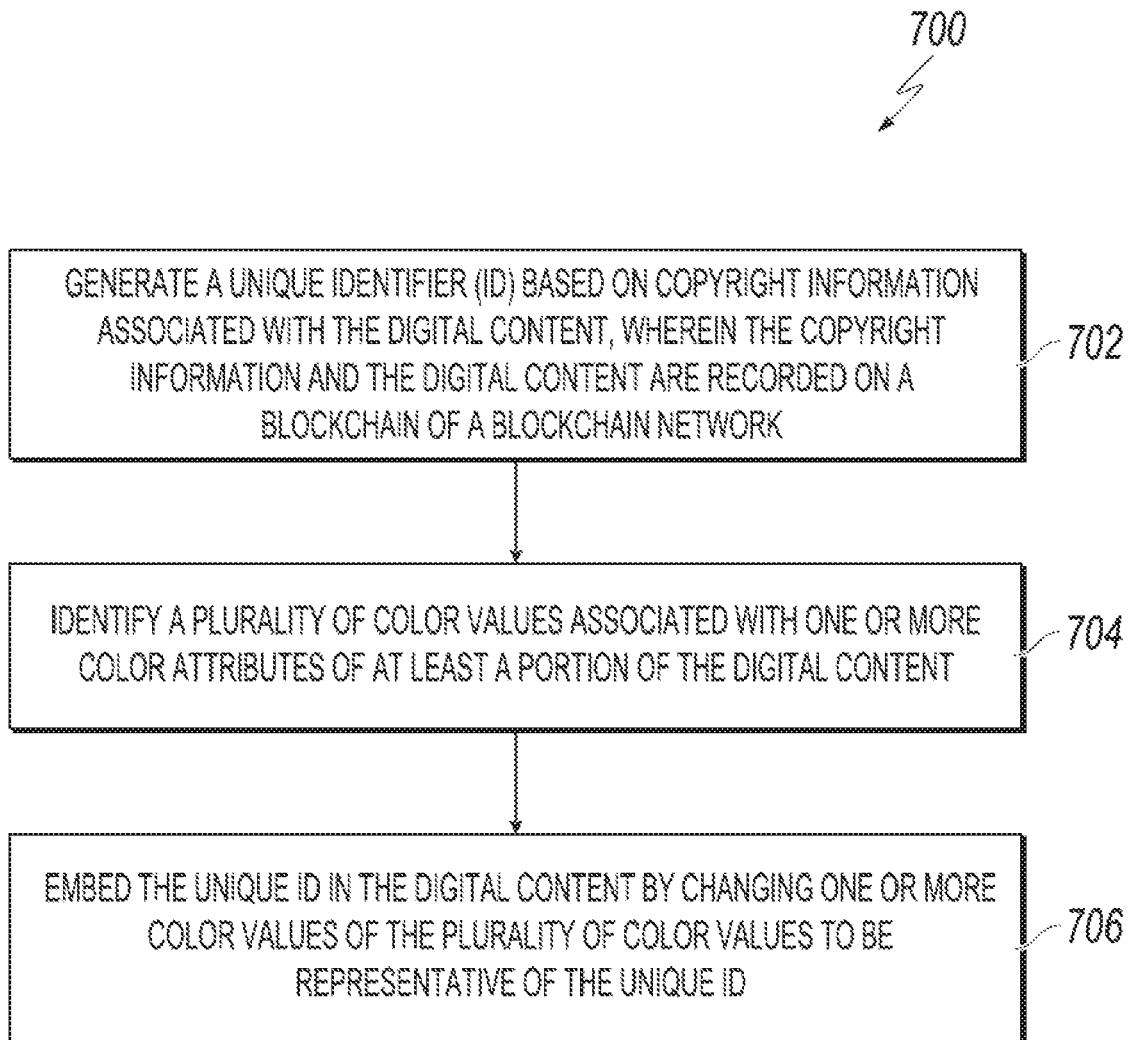 700
GENERATE A UNIQUE IDENTIFIER (ID) BASED ON COPYRIGHT INFORMATION
ASSOCIATED WITH THE DIGITAL CONTENT, WHEREIN THE COPYRIGHT
INFORMATION AND THE DIGITAL CONTENT ARE RECORDED ON A
BLOCKCHAIN OF A BLOCKCHAIN NETWORK
702
IDENTIFY A PLURALITY OF COLOR VALUES ASSOCIATED WITH ONE OR MORE
COLOR ATTRIBUTES OF AT LEAST A PORTION OF THE DIGITAL CONTENT
704
EMBED THE UNIQUE ID IN THE DIGITAL CONTENT BY CHANGING ONE OR MORE
COLOR VALUES OF THE PLURALITY OF COLOR VALUES TO BE
REPRESENTATIVE OF THE UNIQUE ID
706